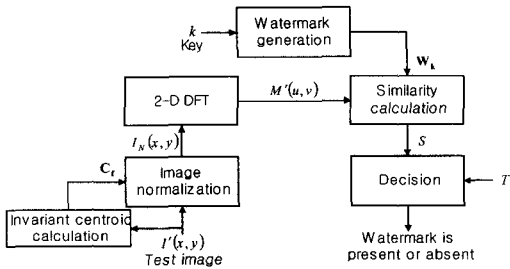 k
Key
Watermark
generation
W_k
2-D DFT
M'(u,v)
Similarity
calculation
I_N(x,y)
S
C_f
Image
normalization
Decision
T
Invariant centroid
calculation
I'(x,y)
Test image
Watermark is
present or absent